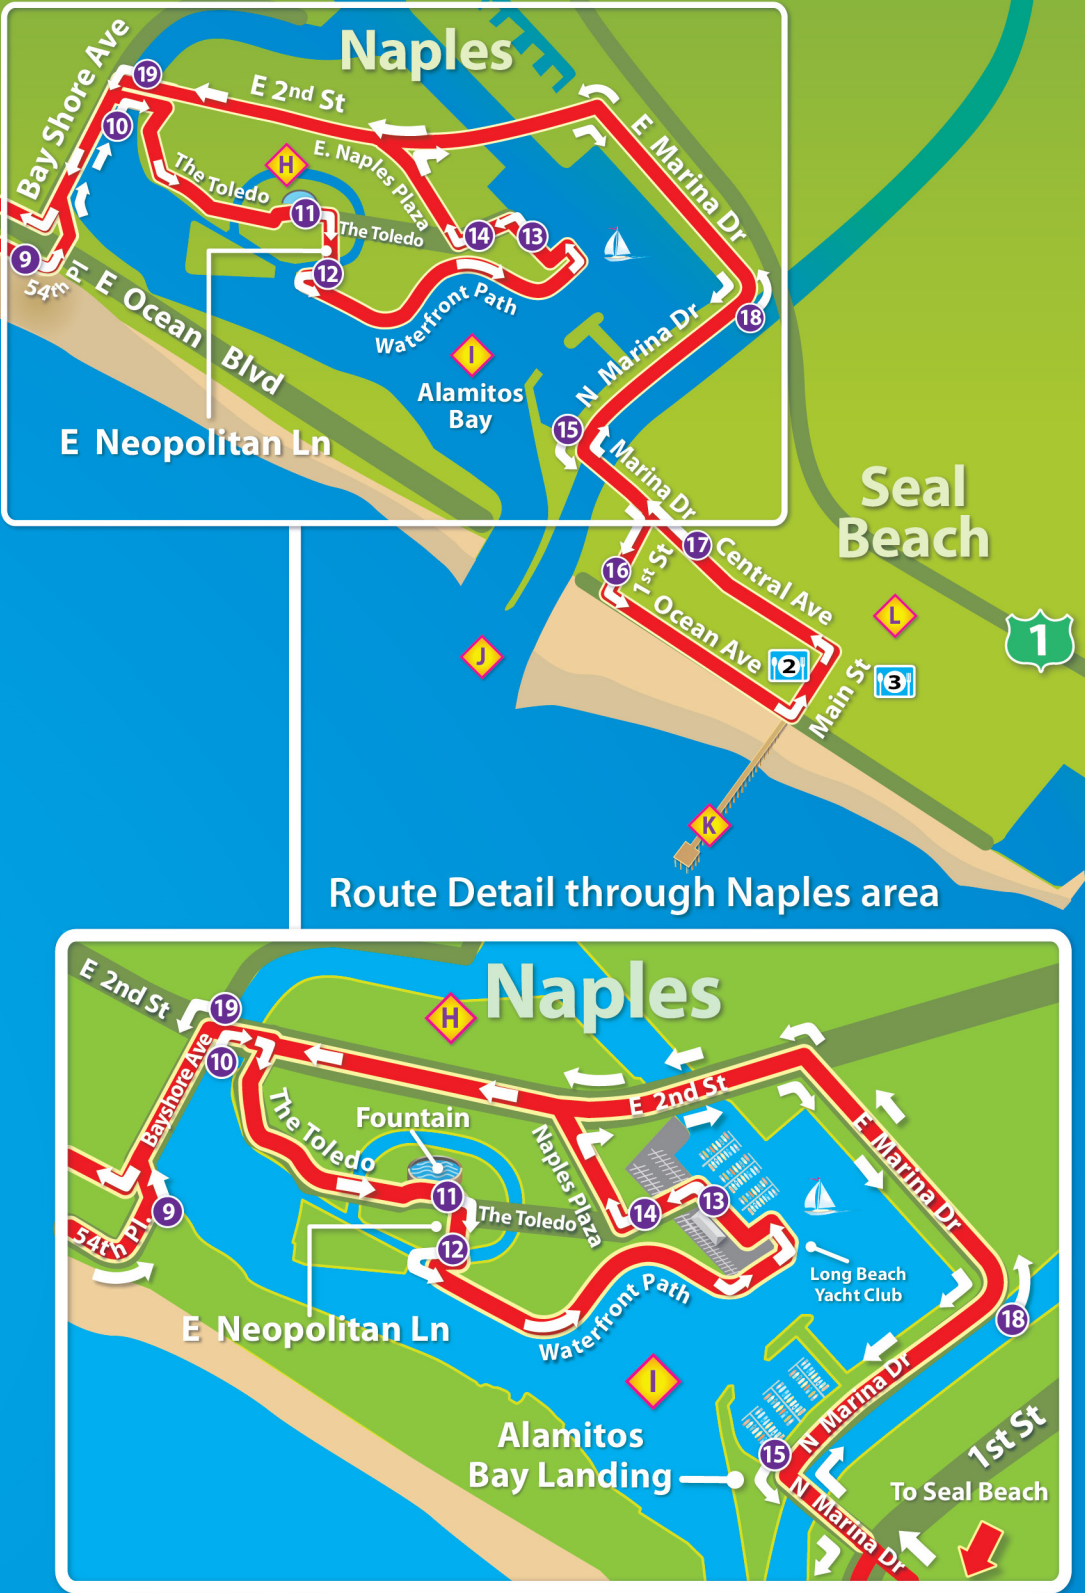 Naples
Bay Shore Ave
19
E 2nd St
10
H
E. Naples Plaza
E Marina Dr
The Toledo
11
The Toledo
14
13
9
54th Pl
12
E Ocean Blvd
Waterfront Path
18
N Marina Dr
I
Alamitos
Bay
15
E Neopolitan Ln
Marina Dr
Seal
Beach
17
Central Ave
16
1st St
Ocean Ave
L
1
2
3
Main St
J
K
Route Detail through Naples area
E 2nd St
Naples
19
H
10
Bayshore Ave
E 2nd St
The Toledo
Fountain
Naples Plaza
E Marina Dr
11
13
9
The Toledo
14
54th Pl.
12
Long Beach
Yacht Club
Waterfront Path
18
E Neopolitan Ln
I
N Marina Dr
Alamitos
Bay Landing
15
1st St
N Marina Dr
To Seal Beach